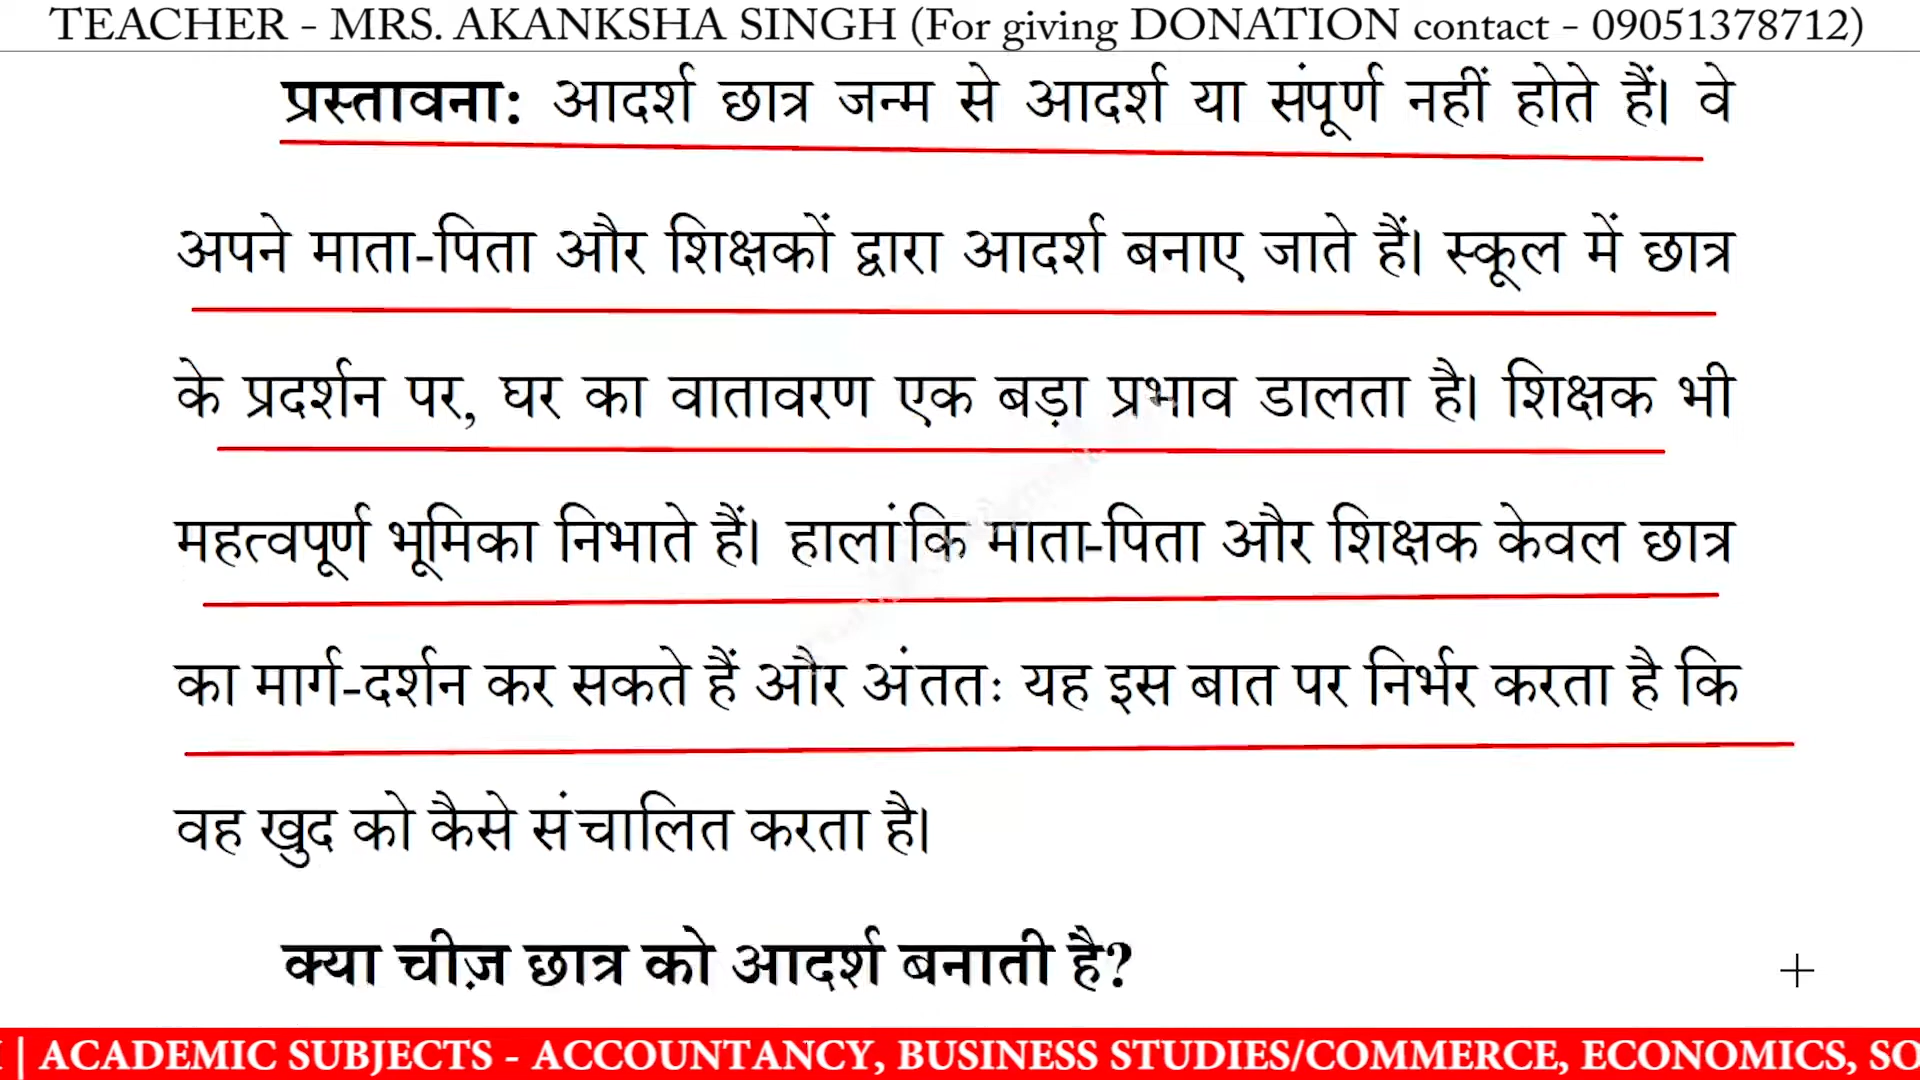 TEACHER - MRS. AKANKSHA SINGH (For giving DONATION contact - 09051378712)
प्रस्तावना: आदर्श छात्र जन्म से आदर्श या संपूर्ण नहीं होते हैं। वे
अपने माता-पिता और शिक्षकों द्वारा आदर्श बनाए जाते हैं। स्कूल में छात्र
के प्रदर्शन पर, घर का वातावरण एक बड़ा प्रभाव डालता है। शिक्षक भी
महत्वपूर्ण भूमिका निभाते हैं। हालांकि माता-पिता और शिक्षक केवल छात्र
का मार्ग-दर्शन कर सकते हैं और अंततः यह इस बात पर निर्भर करता है कि
वह खुद को कैसे संचालित करता है।
क्या चीज़ छात्र को आदर्श बनाती है?
| ACADEMIC SUBJECTS - ACCOUNTANCY, BUSINESS STUDIES/COMMERCE, ECONOMICS, SO